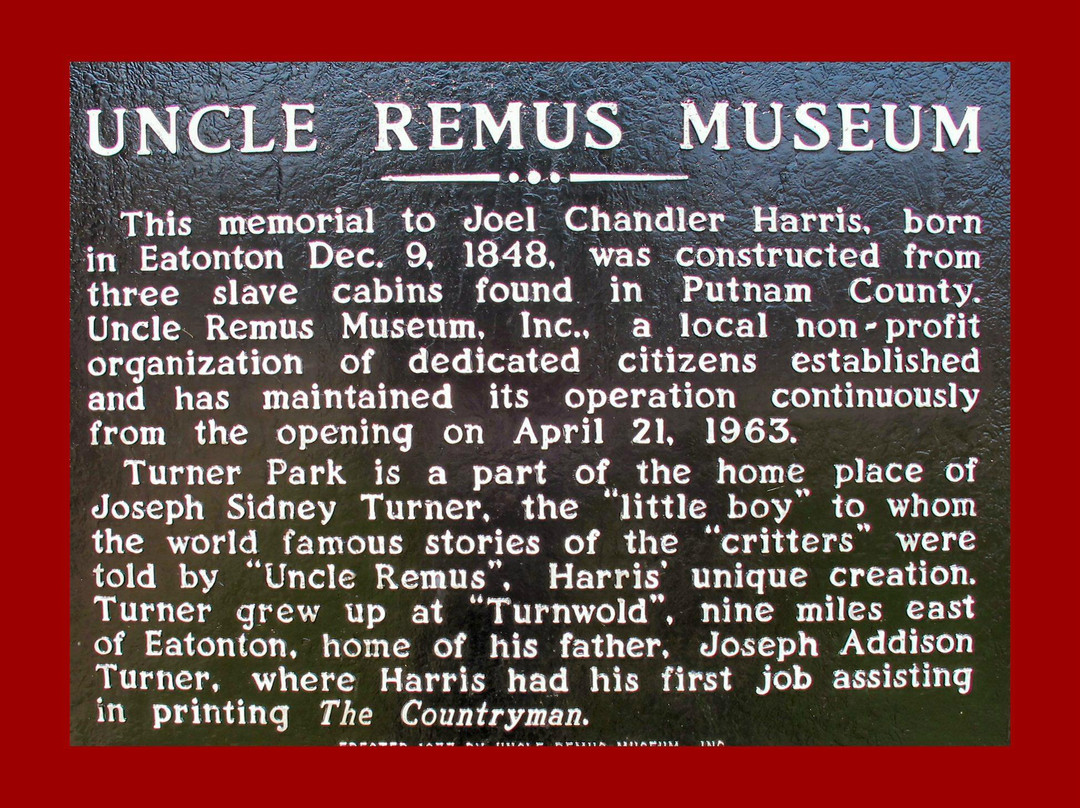 UNCLE REMUS MUSEUM
This memorial to Joel Chandler Harris, born
in Eatonton Dec. 9, 1848, was constructed from
three slave cabins found in Putnam County.
Uncle Remus Museum, Inc., a local non-profit
organization of dedicated citizens established
and has maintained its operation continuously
from the opening on April 21, 1963.
Turner Park is a part of the home place of
Joseph Sidney Turner, the "little boy" to whom
the world famous stories of the "critters" were
told by "Uncle Remus", Harris' unique creation.
Turner grew up at "Turnwold", nine miles east
of Eatonton, home of his father, Joseph Addison
Turner, where Harris had his first job assisting
in printing The Countryman.
BY UNCLE REMUS MUSEUM, INC.